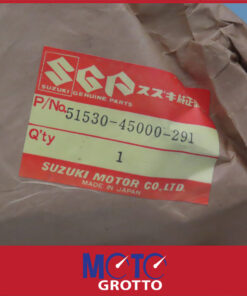 SGP スズキ純正部
SUZUKI GENUINE PARTS
P/No. 51530-45000-291
Q'ty 1
SUZUKI MOTOR CO.,LTD.
MADE IN JAPAN
MOTO
GROTTO